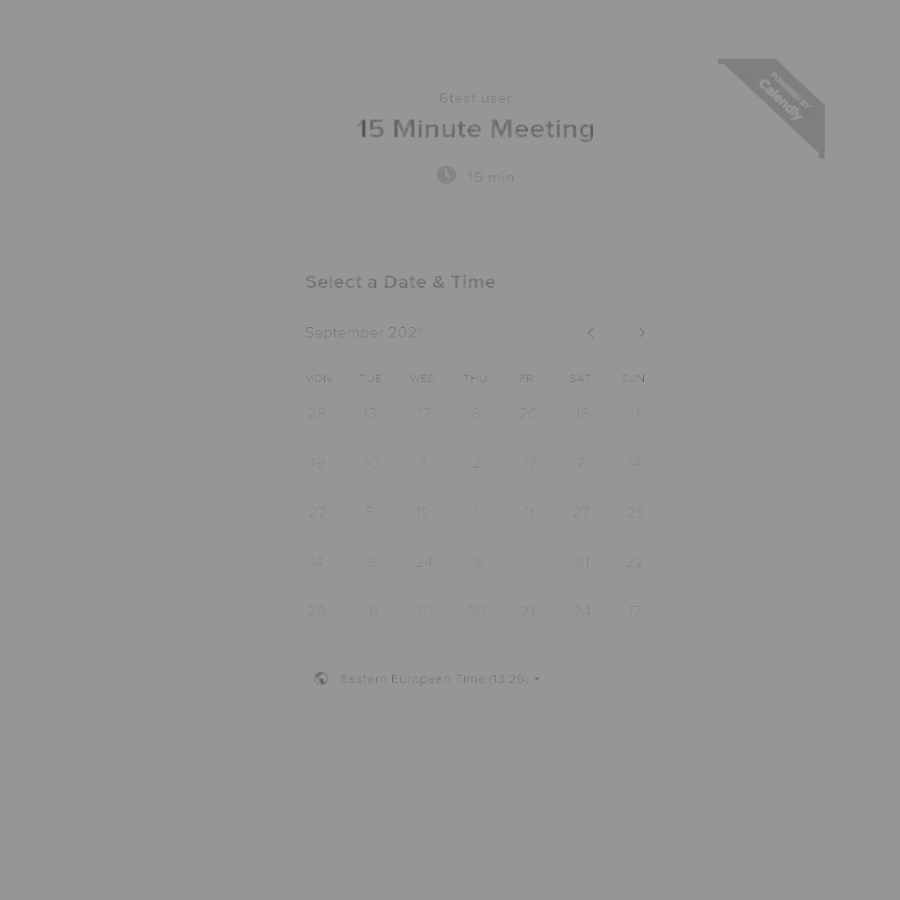 POWERED BY
Calendly
6test user
15 Minute Meeting
15 min
Select a Date & Time
September 2021
MON TUE WED THU FRI SAT SUN
28 13 17 6 20 16 11
19 10 7 2 17 7 14
22 5 12 1 11 27 23
14 9 24 18 1 31 22
28 18 30 30 21 24 17
Eastern European Time (13:26)